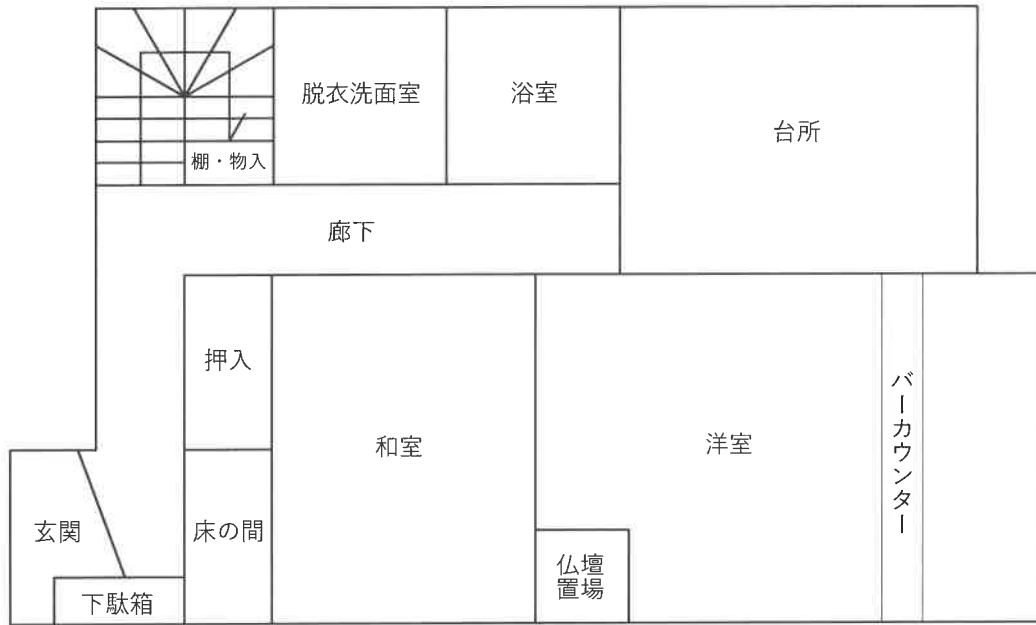 脱衣洗面室
浴室
台所
棚・物入
廊下
押入
和室
洋室
バーカウンター
玄関
床の間
仏壇
置場
下駄箱